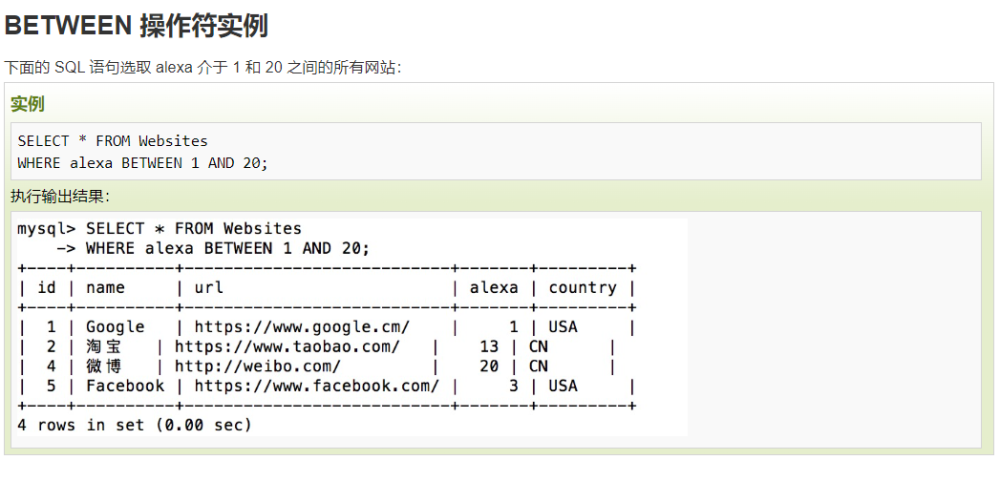 BETWEEN 操作符实例
下面的 SQL 语句选取 alexa 介于 1 和 20 之间的所有网站:
实例
SELECT * FROM Websites
WHERE alexa BETWEEN 1 AND 20;
执行输出结果:
mysql> SELECT * FROM Websites
    -> WHERE alexa BETWEEN 1 AND 20;
+----+----------+---------------------------+-------+---------+
| id | name     | url                       | alexa | country |
+----+----------+---------------------------+-------+---------+
|  1 | Google   | https://www.google.cm/    |     1 | USA     |
|  2 | 淘宝    | https://www.taobao.com/   |    13 | CN      |
|  4 | 微博    | http://weibo.com/         |    20 | CN      |
|  5 | Facebook | https://www.facebook.com/ |     3 | USA     |
+----+----------+---------------------------+-------+---------+
4 rows in set (0.00 sec)